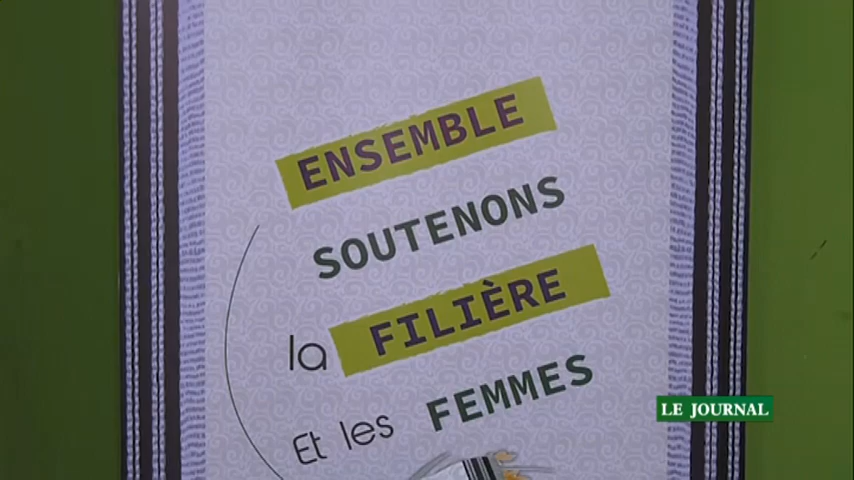 ENSEMBLE
SOUTENONS
la FILIÈRE
Et les FEMMES
LE JOURNAL